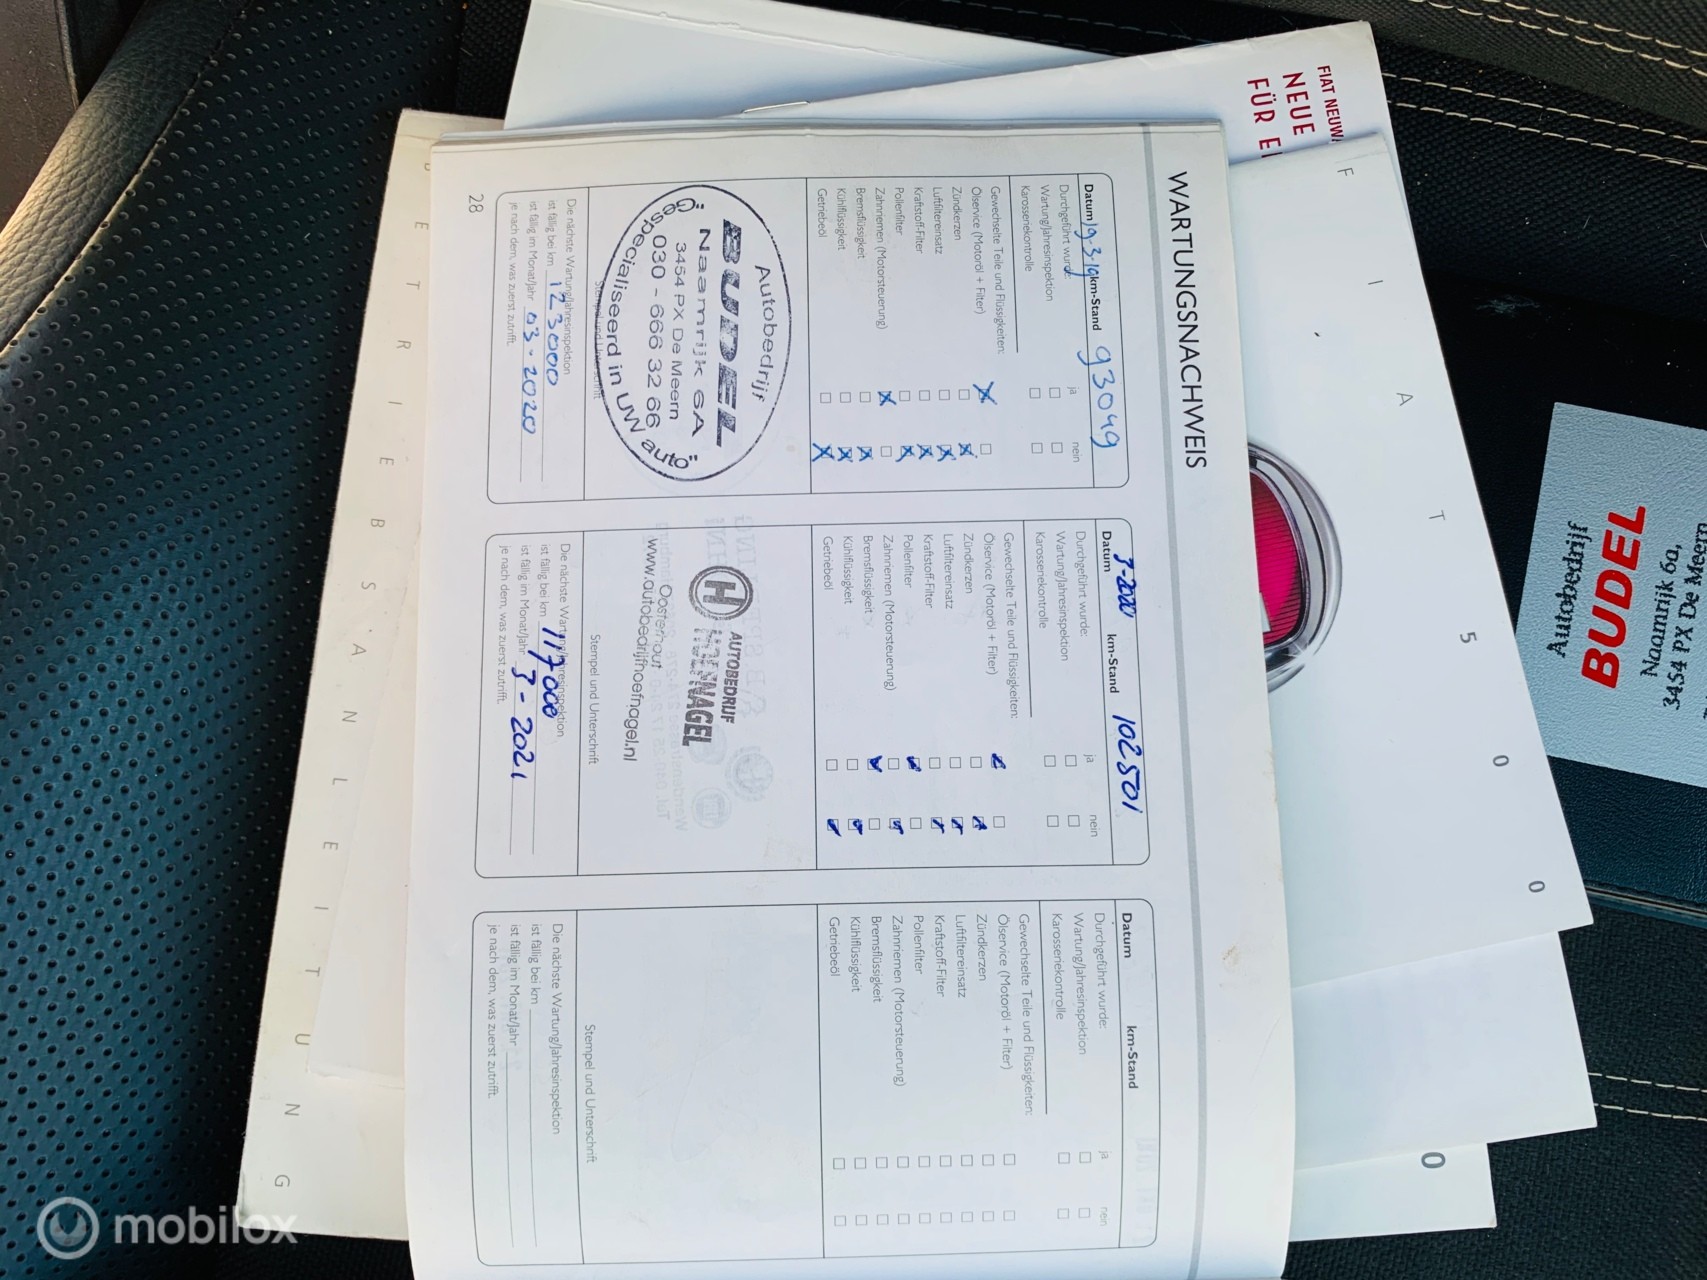 WARTUNGSNACHWEIS
Datum 19-3-19 km-Stand 93049
Durchgeführt wurde: ja nein
Wartung/Jahresinspektion
Karosseriekontrolle
Gewechselte Teile und Flüssigkeiten:
Ölservice (Motoröl + Filter)
Zündkerzen
Luftfiltereinsatz
Kraftstoff-Filter
Pollenfilter
Zahnriemen (Motorsteuerung)
Bremsflüssigkeit
Kühlflüssigkeit
Getriebeöl
Autobedrijf
BUDEL
Naamrijk 6A
3454 PX De Meern
030 - 666 32 66
"Gespecialiseerd in UW auto"
Stempel und Unterschrift
Die nächste Wartung/Jahresinspektion
ist fällig bei km 123000
ist fällig im Monat/Jahr 03-2020
je nach dem, was zuerst zutrifft.
28
Datum 3-2020 km-Stand 102501
Durchgeführt wurde: ja nein
Wartung/Jahresinspektion
Karosseriekontrolle
Gewechselte Teile und Flüssigkeiten:
Ölservice (Motoröl + Filter)
Zündkerzen
Luftfiltereinsatz
Kraftstoff-Filter
Pollenfilter
Zahnriemen (Motorsteuerung)
Bremsflüssigkeit
Kühlflüssigkeit
Getriebeöl
AUTOBEDRIJF
HOEFNAGEL
Oosterhout
www.autobedrijfhoefnagel.nl
Stempel und Unterschrift
Die nächste Wartung/Jahresinspektion
ist fällig bei km 117000
ist fällig im Monat/Jahr 3-2021
je nach dem, was zuerst zutrifft.
Datum km-Stand
Durchgeführt wurde: ja nein
Wartung/Jahresinspektion
Karosseriekontrolle
Gewechselte Teile und Flüssigkeiten:
Ölservice (Motoröl + Filter)
Zündkerzen
Luftfiltereinsatz
Kraftstoff-Filter
Pollenfilter
Zahnriemen (Motorsteuerung)
Bremsflüssigkeit
Kühlflüssigkeit
Getriebeöl
Stempel und Unterschrift
Die nächste Wartung/Jahresinspektion
ist fällig bei km
ist fällig im Monat/Jahr
je nach dem, was zuerst zutrifft.
BETRIEBSANLEITUNG
FIAT 500
FIAT
NEUE
FÜR
Autobedrijf
BUDEL
Naamrijk 6a,
3454 PX De Meern
mobilox